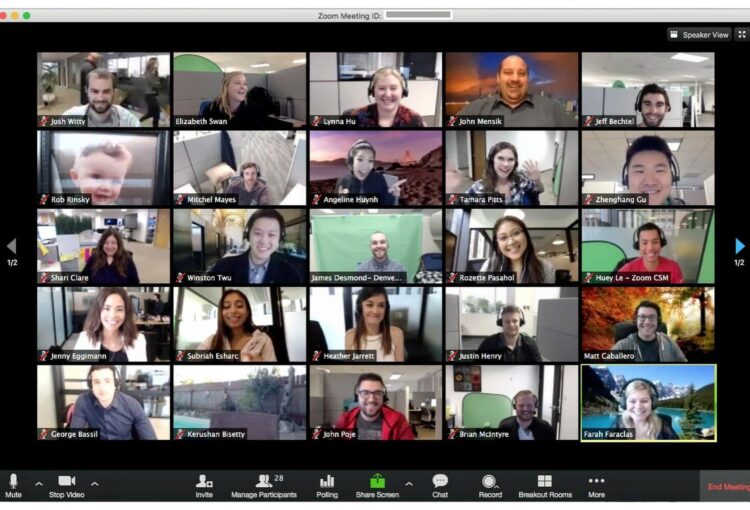 Zoom Meeting ID:
Speaker View
Josh Witty
Elizabeth Swan
Lynna Hu
John Mensik
Jeff Bechtel
Rob Rinsky
Mitchel Mayes
Angeline Huynh
Tamara Pitts
Zhenghang Gu
1/2
1/2
Shari Clare
Winston Twu
James Desmond- Denve...
Rozette Pasahol
Huey Le - Zoom CSM
Jenny Eggimann
Subriah Esharc
Heather Jarrett
Justin Henry
Matt Caballero
George Bassil
Kerushan Bisetty
John Poje
Brian McIntyre
Farah Faraclas
28
Mute
Stop Video
Invite
Manage Participants
Polling
Share Screen
Chat
Record
Breakout Rooms
More
End Meeting